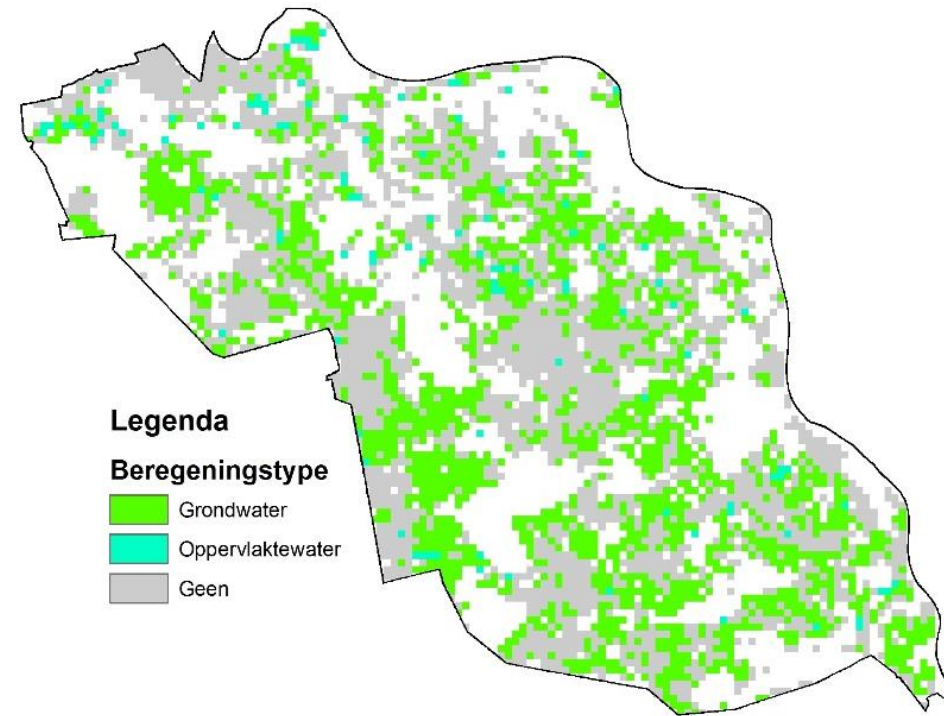 Legenda
Beregeningstype
Grondwater
Oppervlaktewater
Geen